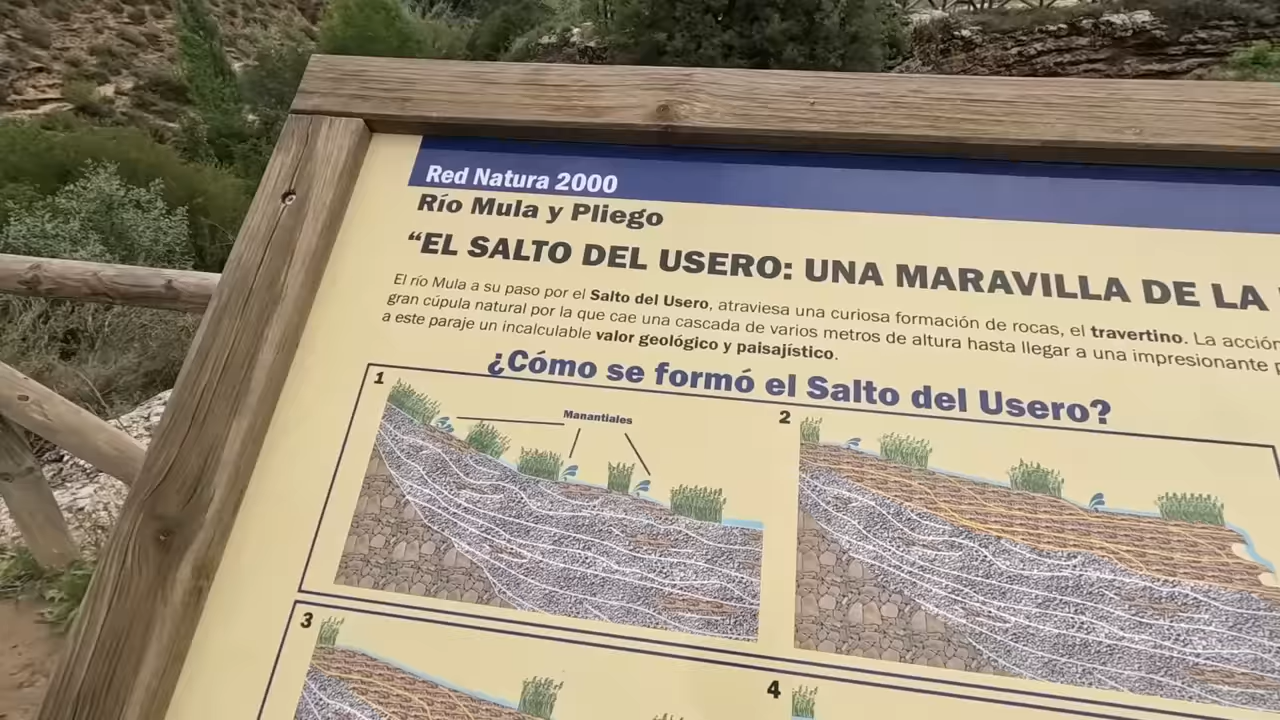 Red Natura 2000
Río Mula y Pliego
“EL SALTO DEL USERO: UNA MARAVILLA DE LA
El río Mula a su paso por el Salto del Usero, atraviesa una curiosa formación de rocas, el travertino. La acción
gran cúpula natural por la que cae una cascada de varios metros de altura hasta llegar a una impresionante
a este paraje un incalculable valor geológico y paisajístico.
¿Cómo se formó el Salto del Usero?
1
Manantiales
2
3
4